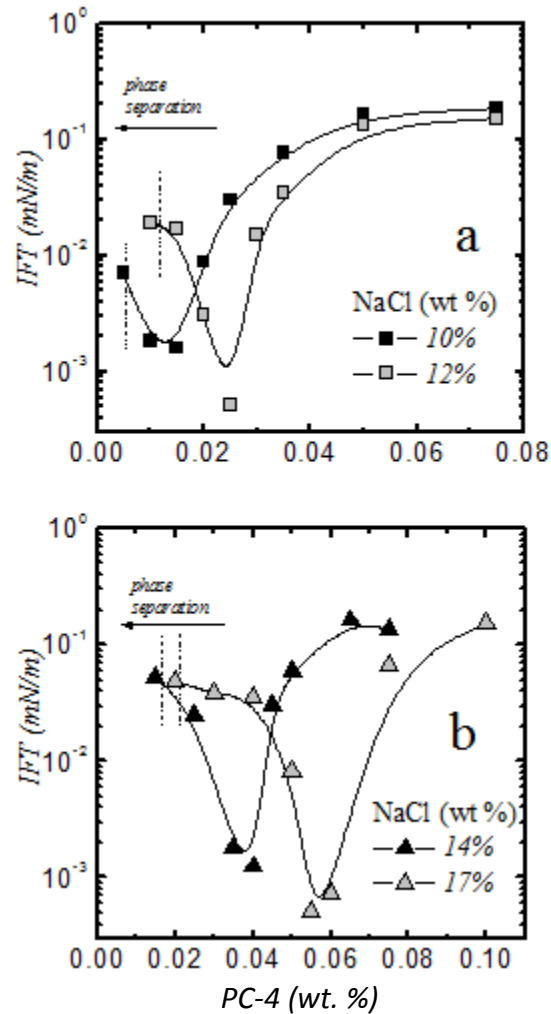 10⁰
phase
separation
10⁻¹
IFT (mN/m)
10⁻²
a
NaCl (wt %)
10%
12%
10⁻³
0.00 0.02 0.04 0.06 0.08
10⁰
phase
separation
10⁻¹
IFT (mN/m)
10⁻²
b
NaCl (wt %)
14%
17%
10⁻³
0.00 0.02 0.04 0.06 0.08 0.10
PC-4 (wt. %)